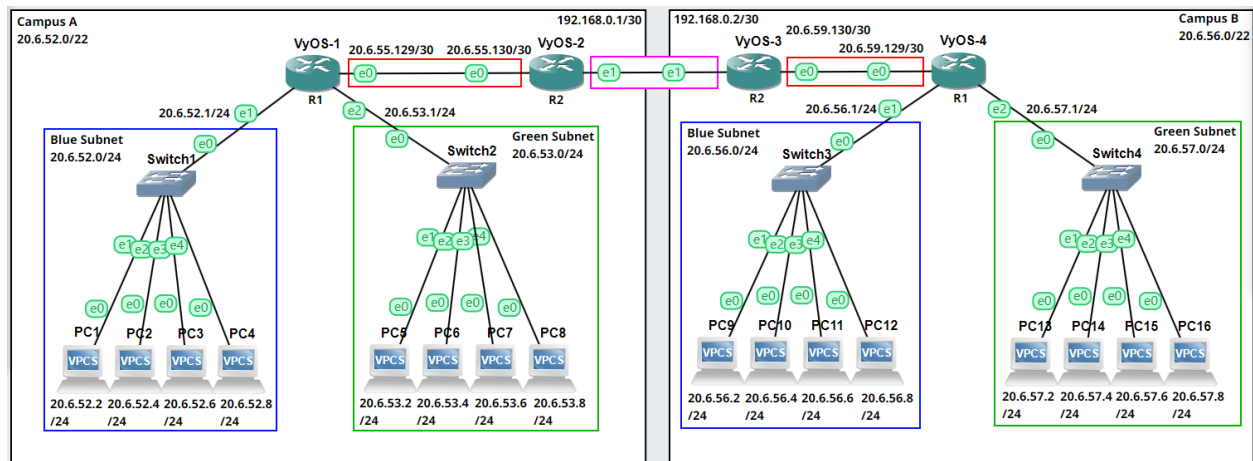 Campus A
20.6.52.0/22
192.168.0.1/30
VyOS-1
R1
20.6.55.129/30
20.6.55.130/30
VyOS-2
R2
e0
e0
e1
e1
e2
20.6.52.1/24
e1
20.6.53.1/24
e0
e0
Blue Subnet
20.6.52.0/24
Switch1
e1
e2
e3
e4
e0
e0
e0
e0
PC1
PC2
PC3
PC4
VPCS
VPCS
VPCS
VPCS
20.6.52.2
/24
20.6.52.4
/24
20.6.52.6
/24
20.6.52.8
/24
Green Subnet
20.6.53.0/24
Switch2
e1
e2
e3
e4
e0
e0
e0
e0
PC5
PC6
PC7
PC8
VPCS
VPCS
VPCS
VPCS
20.6.53.2
/24
20.6.53.4
/24
20.6.53.6
/24
20.6.53.8
/24
192.168.0.2/30
Campus B
20.6.56.0/22
VyOS-3
R2
20.6.59.130/30
20.6.59.129/30
VyOS-4
R1
e0
e0
20.6.56.1/24
e1
e2
20.6.57.1/24
e0
e0
Blue Subnet
20.6.56.0/24
Switch3
e1
e2
e3
e4
e0
e0
e0
e0
PC9
PC10
PC11
PC12
VPCS
VPCS
VPCS
VPCS
20.6.56.2
/24
20.6.56.4
/24
20.6.56.6
/24
20.6.56.8
/24
Green Subnet
20.6.57.0/24
Switch4
e1
e2
e3
e4
e0
e0
e0
e0
PC13
PC14
PC15
PC16
VPCS
VPCS
VPCS
VPCS
20.6.57.2
/24
20.6.57.4
/24
20.6.57.6
/24
20.6.57.8
/24